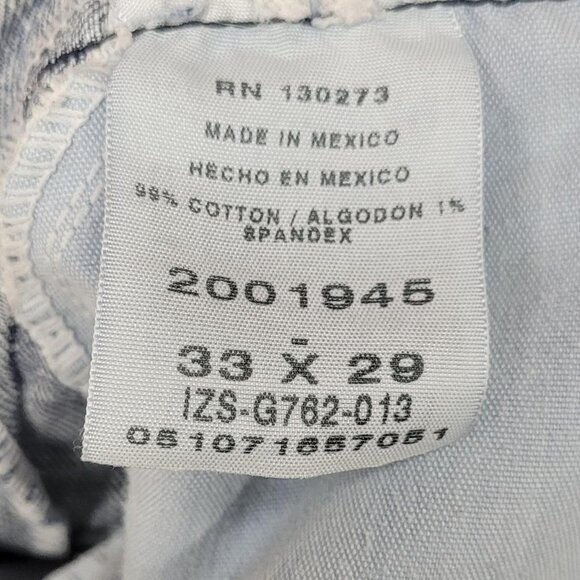 RN 130273
MADE IN MEXICO
HECHO EN MEXICO
99% COTTON / ALGODON 1%
SPANDEX
2001945
-
33 X 29
IZS-G762-013
051071657051